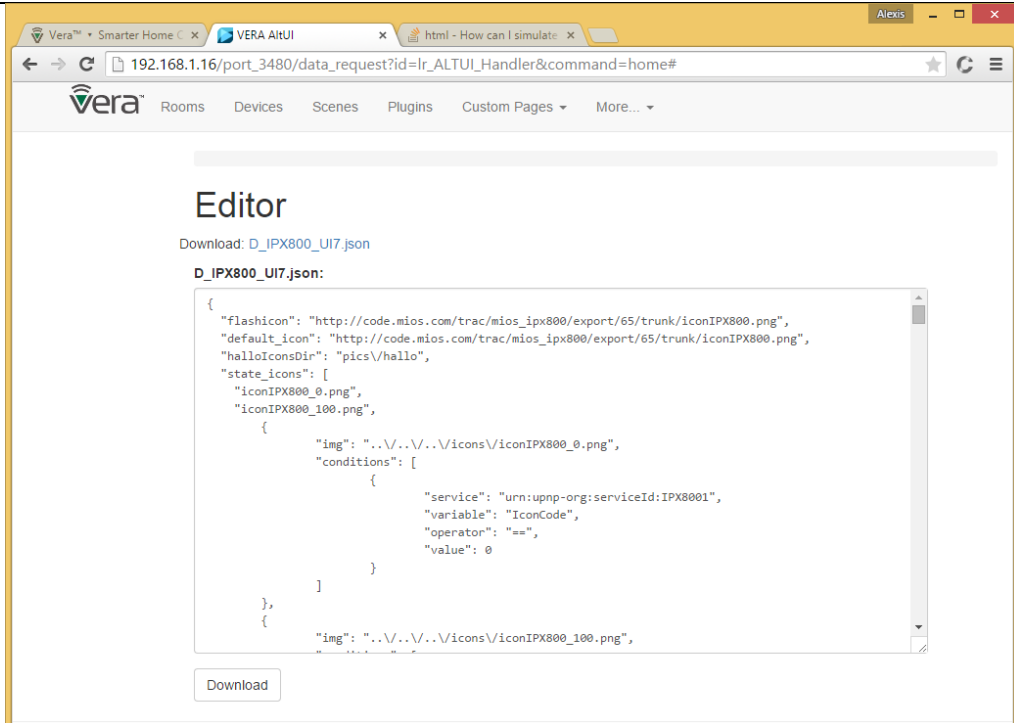 Alexis
Vera™ • Smarter Home C
VERA AltUI
html - How can I simulate
192.168.1.16/port_3480/data_request?id=lr_ALTUI_Handler&command=home#
vera™ Rooms Devices Scenes Plugins Custom Pages More...
Editor
Download: D_IPX800_UI7.json
D_IPX800_UI7.json:
{
"flashicon": "http://code.mios.com/trac/mios_ipx800/export/65/trunk/iconIPX800.png",
"default_icon": "http://code.mios.com/trac/mios_ipx800/export/65/trunk/iconIPX800.png",
"halloIconsDir": "pics\/hallo",
"state_icons": [
"iconIPX800_0.png",
"iconIPX800_100.png",
{
"img": "..\/..\/..\/icons\/iconIPX800_0.png",
"conditions": [
{
"service": "urn:upnp-org:serviceId:IPX8001",
"variable": "IconCode",
"operator": "==",
"value": 0
}
]
},
{
"img": "..\/..\/..\/icons\/iconIPX800_100.png",
Download